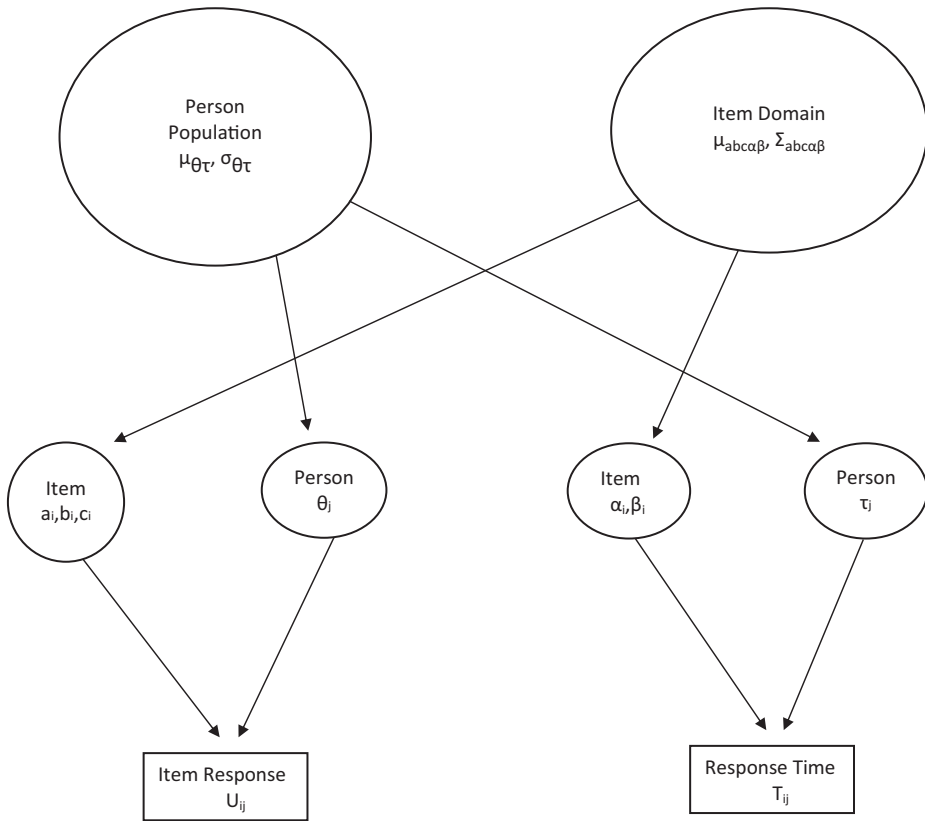 Person
Population
μθτ, σθτ
Item Domain
μabcαβ, Σabcαβ
Item
ai,bi,ci
Person
θj
Item
αi,βi
Person
τj
Item Response
Uij
Response Time
Tij